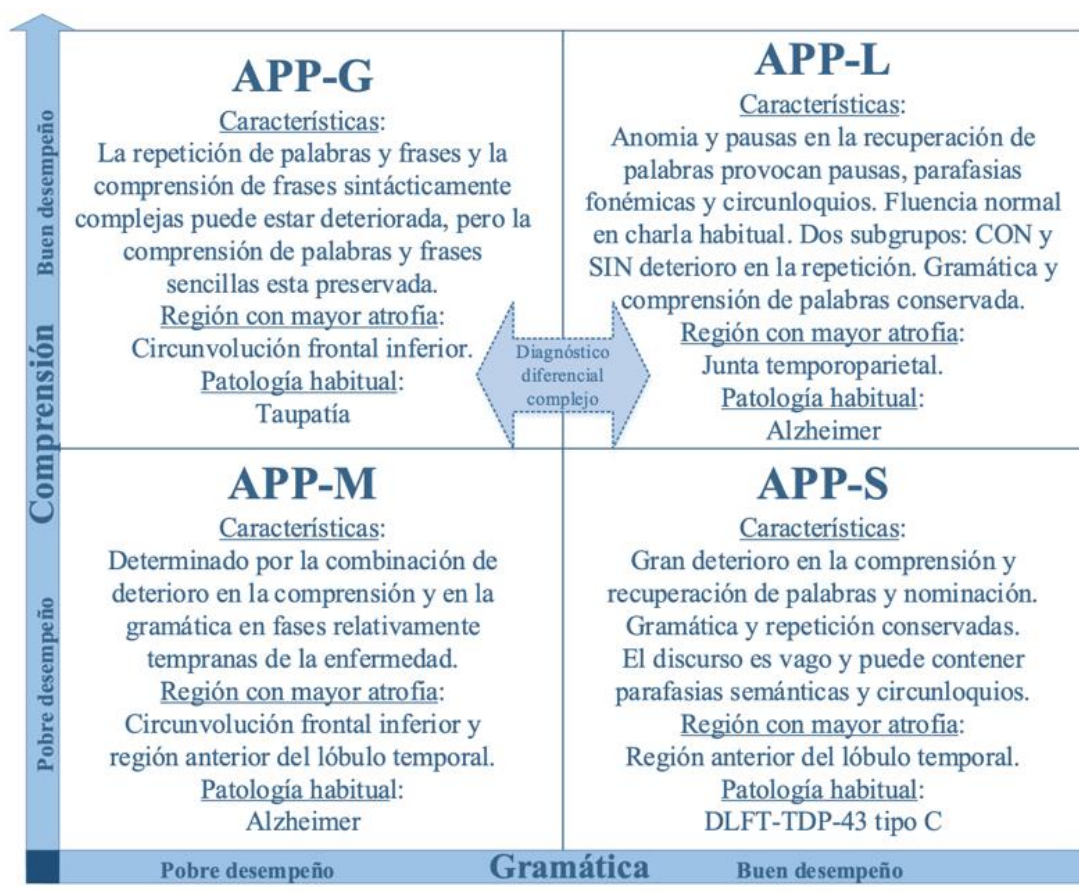 APP-G
Características:
La repetición de palabras y frases y la
comprensión de frases sintácticamente
complejas puede estar deteriorada, pero la
comprensión de palabras y frases
sencillas esta preservada.
Región con mayor atrofia:
Circunvolución frontal inferior.
Patología habitual:
Taupatía
APP-L
Características:
Anomia y pausas en la recuperación de
palabras provocan pausas, parafasias
fonémicas y circunloquios. Fluencia normal
en charla habitual. Dos subgrupos: CON y
SIN deterioro en la repetición. Gramática y
comprensión de palabras conservada.
Región con mayor atrofia:
Junta temporoparietal.
Patología habitual:
Alzheimer
Diagnóstico
diferencial
complejo
APP-M
Características:
Determinado por la combinación de
deterioro en la comprensión y en la
gramática en fases relativamente
tempranas de la enfermedad.
Región con mayor atrofia:
Circunvolución frontal inferior y
región anterior del lóbulo temporal.
Patología habitual:
Alzheimer
APP-S
Características:
Gran deterioro en la comprensión y
recuperación de palabras y nominación.
Gramática y repetición conservadas.
El discurso es vago y puede contener
parafasias semánticas y circunloquios.
Región con mayor atrofia:
Región anterior del lóbulo temporal.
Patología habitual:
DLFT-TDP-43 tipo C
Buen desempeño
Comprensión
Pobre desempeño
Pobre desempeño
Gramática
Buen desempeño